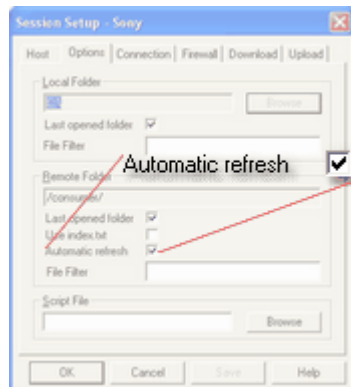 Session Setup - Sony
Host Options Connection Firewall Download Upload
Local Folder
Browse
Last opened folder
File Filter
Automatic refresh
Remote Folder
/consumer/
Last opened folder
Use index.txt
Automatic refresh
File Filter
Script File
Browse
OK Cancel Save Help